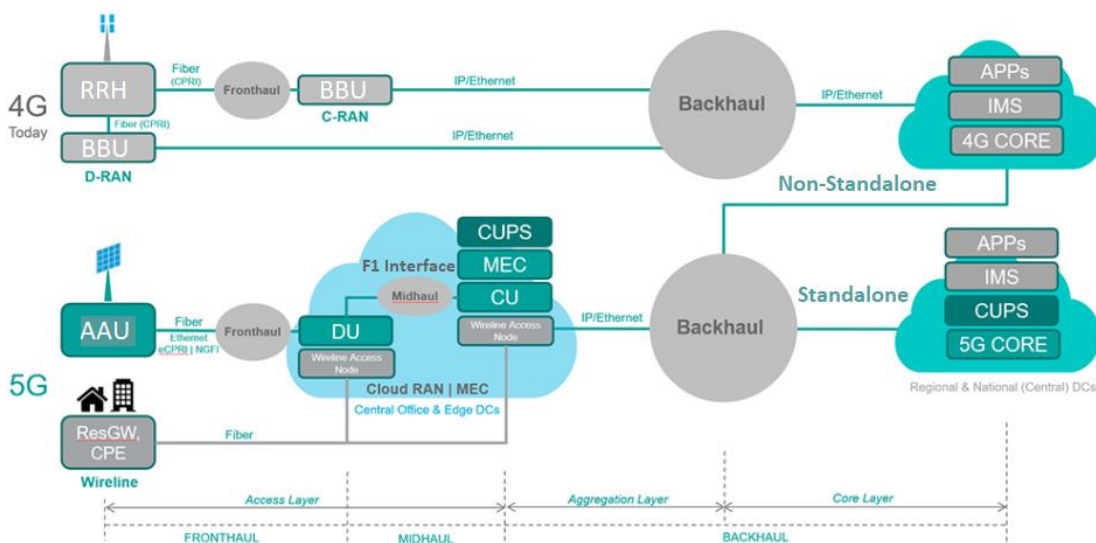 4G
Today
RRH
Fiber
(CPRI)
Fronthaul
BBU
C-RAN
IP/Ethernet
Backhaul
IP/Ethernet
APPs
IMS
4G CORE
Fiber (CPRI)
BBU
D-RAN
IP/Ethernet
Non-Standalone
5G
AAU
Fiber
Ethernet
eCPRI | NGFI
Fronthaul
DU
Wireline Access
Node
F1 Interface
Midhaul
CUPS
MEC
CU
Wireline Access
Node
Cloud RAN | MEC
Central Office & Edge DCs
IP/Ethernet
Backhaul
Standalone
APPs
IMS
CUPS
5G CORE
Regional & National (Central) DCs
ResGW,
CPE
Wireline
Fiber
Access Layer
Aggregation Layer
Core Layer
FRONTHAUL
MIDHAUL
BACKHAUL